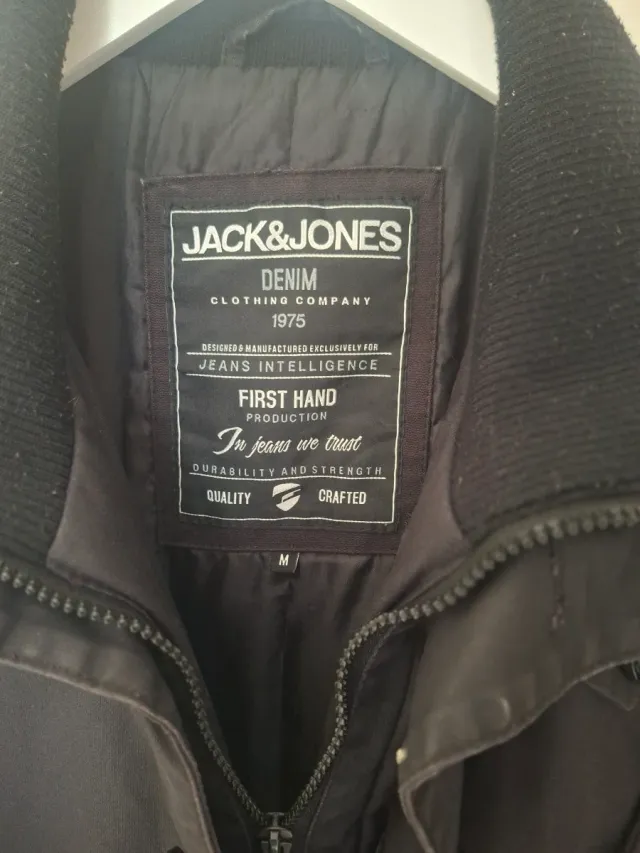 JACK&JONES
DENIM
CLOTHING COMPANY
1975
DESIGNED & MANUFACTURED EXCLUSIVELY FOR
JEANS INTELLIGENCE
FIRST HAND
PRODUCTION
In jeans we trust
DURABILITY AND STRENGTH
QUALITY CRAFTED
M